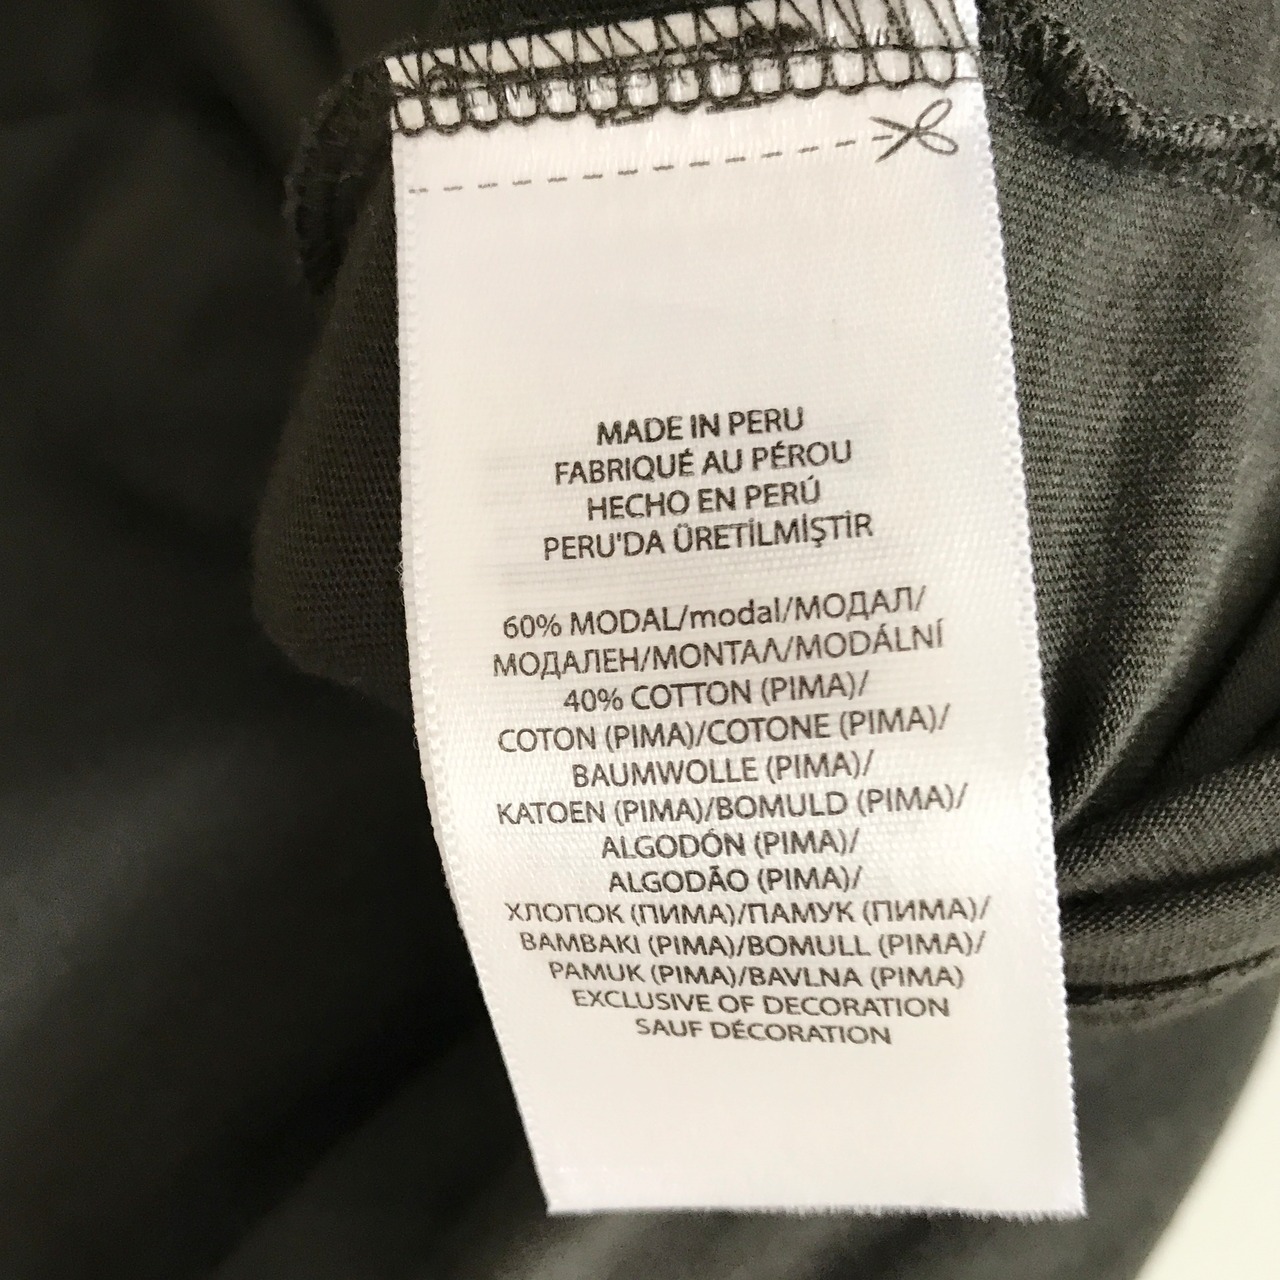 MADE IN PERU
FABRIQUÉ AU PÉROU
HECHO EN PERÚ
PERU'DA ÜRETİLMİŞTİR
60% MODAL/modal/МОДАЛ/
МОДАЛЕН/ΜΟΝΤΑΛ/MODÁLNÍ
40% COTTON (PIMA)/
COTON (PIMA)/COTONE (PIMA)/
BAUMWOLLE (PIMA)/
KATOEN (PIMA)/BOMULD (PIMA)/
ALGODÓN (PIMA)/
ALGODÃO (PIMA)/
ХЛОПОК (ПИМА)/ПАМУК (ПИМА)/
ΒΑΜΒΑΚΙ (PIMA)/BOMULL (PIMA)/
PAMUK (PIMA)/BAVLNA (PIMA)
EXCLUSIVE OF DECORATION
SAUF DÉCORATION